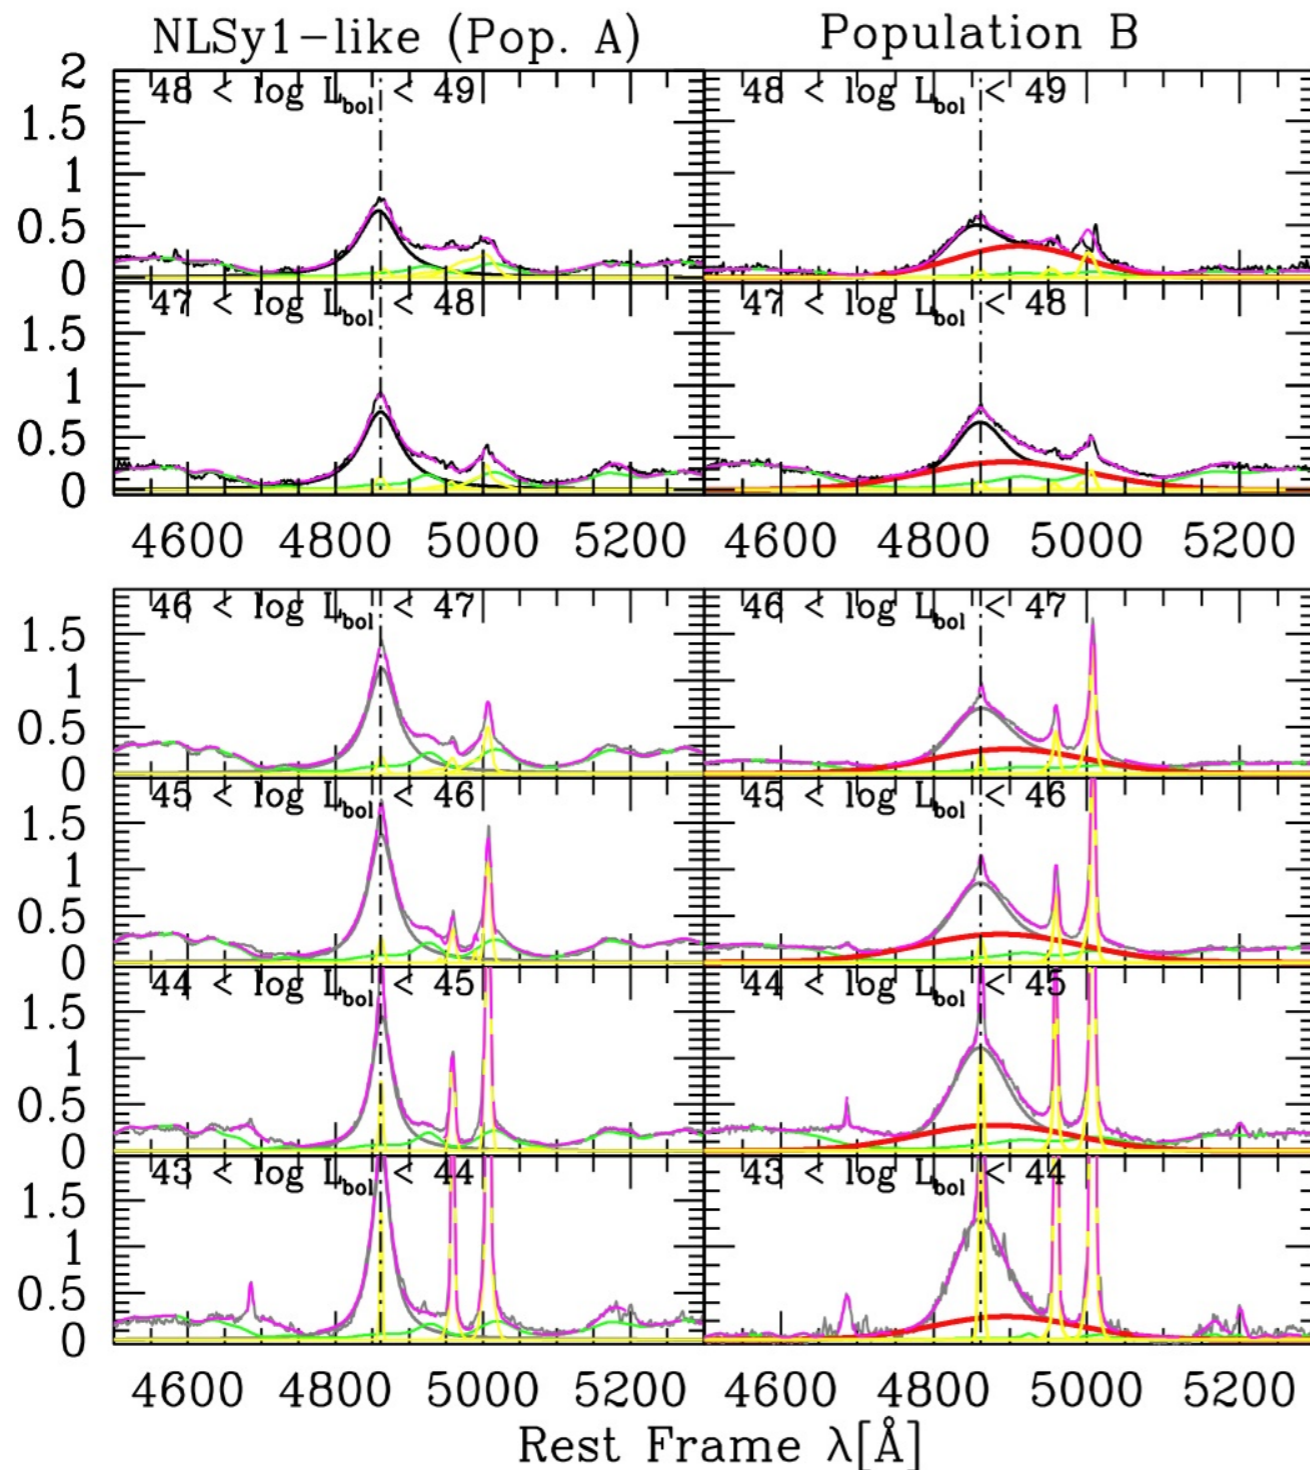 NLSy1-like (Pop. A) Population B
2 48 < log L_bol < 49 48 < log L_bol < 49
1.5
1
0.5
0
47 < log L_bol < 48 47 < log L_bol < 48
1.5
1
0.5
0
4600 4800 5000 5200 4600 4800 5000 5200
46 < log L_bol < 47 46 < log L_bol < 47
1.5
1
0.5
0
45 < log L_bol < 46 45 < log L_bol < 46
1.5
1
0.5
0
44 < log L_bol < 45 44 < log L_bol < 45
1.5
1
0.5
0
43 < log L_bol < 44 43 < log L_bol < 44
1.5
1
0.5
0
4600 4800 5000 5200 4600 4800 5000 5200
Rest Frame λ[Å]